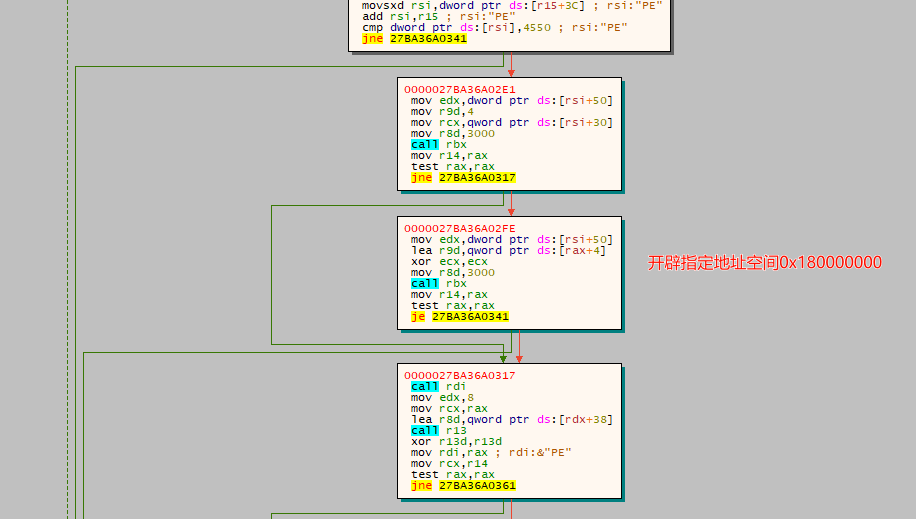 movsxd rsi,dword ptr ds:[r15+3C] ; rsi:"PE"
add rsi,r15 ; rsi:"PE"
cmp dword ptr ds:[rsi],4550 ; rsi:"PE"
jne 27BA36A0341
0000027BA36A02E1
mov edx,dword ptr ds:[rsi+50]
mov r9d,4
mov rcx,qword ptr ds:[rsi+30]
mov r8d,3000
call rbx
mov r14,rax
test rax,rax
jne 27BA36A0317
0000027BA36A02FE
mov edx,dword ptr ds:[rsi+50]
lea r9d,qword ptr ds:[rax+4]
xor ecx,ecx
mov r8d,3000
call rbx
mov r14,rax
test rax,rax
je 27BA36A0341
开辟指定地址空间0x180000000
0000027BA36A0317
call rdi
mov edx,8
mov rcx,rax
lea r8d,qword ptr ds:[rdx+38]
call r13
xor r13d,r13d
mov rdi,rax ; rdi:&"PE"
mov rcx,r14
test rax,rax
jne 27BA36A0361